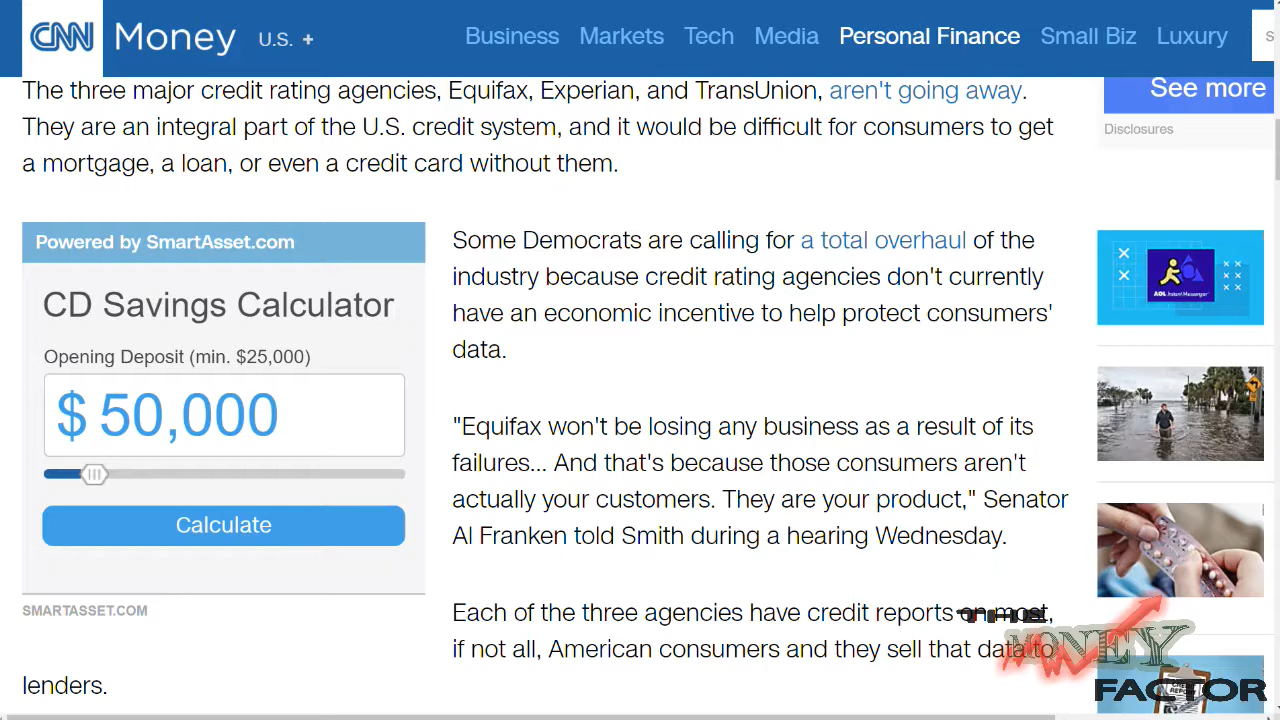 CNN Money U.S. + Business Markets Tech Media Personal Finance Small Biz Luxury S
The three major credit rating agencies, Equifax, Experian, and TransUnion, aren't going away.
They are an integral part of the U.S. credit system, and it would be difficult for consumers to get
a mortgage, a loan, or even a credit card without them.
See more
Disclosures
Powered by SmartAsset.com
CD Savings Calculator
Opening Deposit (min. $25,000)
$ 50,000
Calculate
SMARTASSET.COM
Some Democrats are calling for a total overhaul of the
industry because credit rating agencies don't currently
have an economic incentive to help protect consumers'
data.
"Equifax won't be losing any business as a result of its
failures... And that's because those consumers aren't
actually your customers. They are your product," Senator
Al Franken told Smith during a hearing Wednesday.
Each of the three agencies have credit reports on most,
if not all, American consumers and they sell that data to
lenders.
AOL Instant Messenger
MONEY
FACTOR